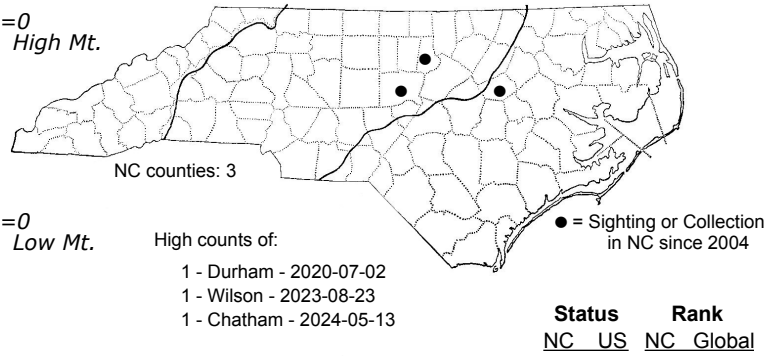 =0
High Mt.
NC counties: 3
=0
Low Mt.
High counts of:
1 - Durham - 2020-07-02
1 - Wilson - 2023-08-23
1 - Chatham - 2024-05-13
● = Sighting or Collection
in NC since 2004
Status Rank
NC US NC Global